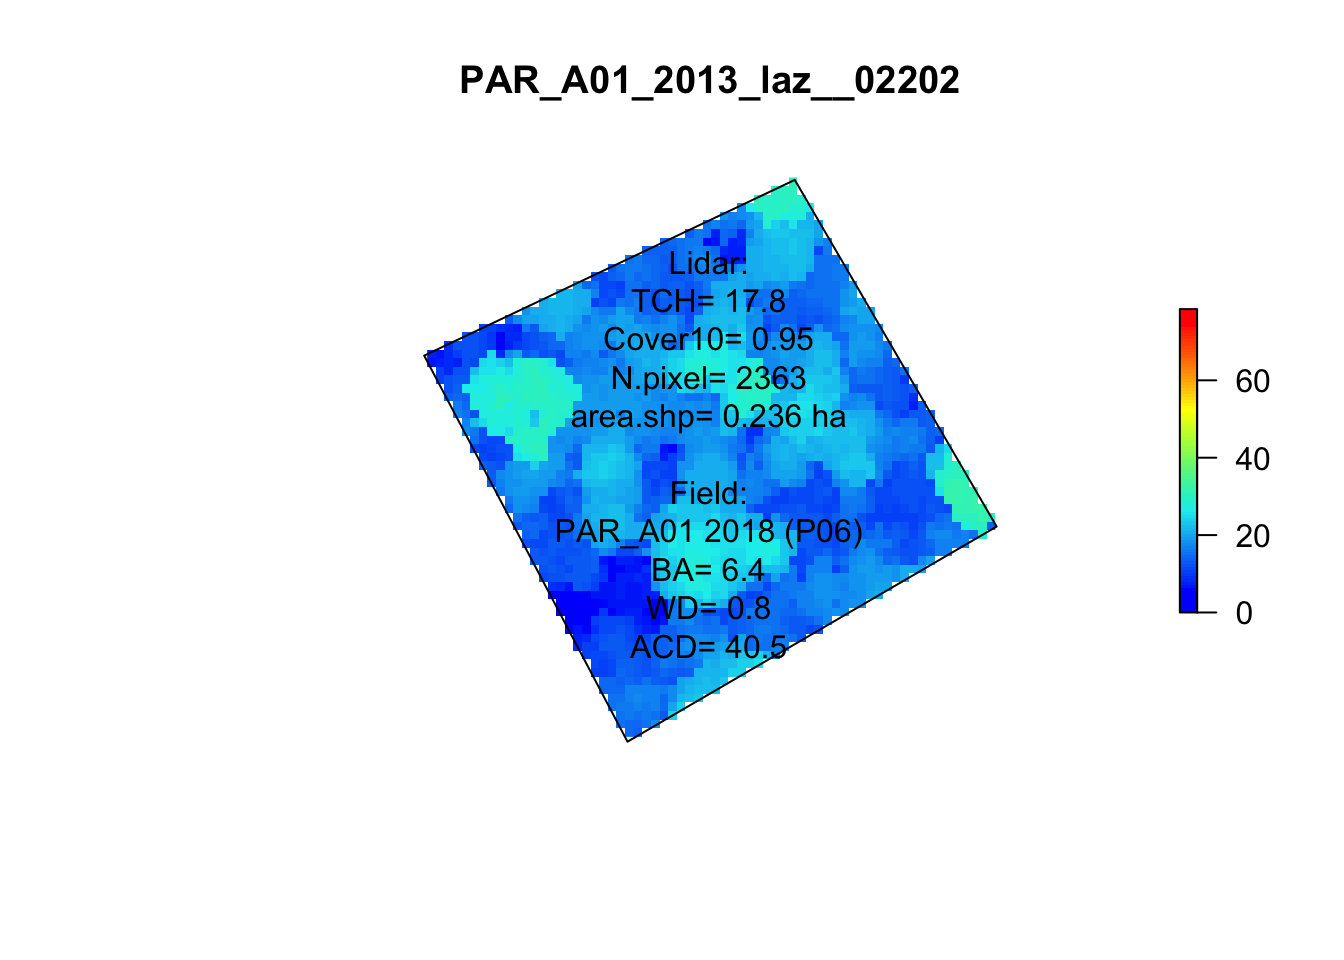 PAR_A01_2013_laz__02202
Lidar:
TCH= 17.8
Cover10= 0.95
N.pixel= 2363
area.shp= 0.236 ha
Field:
PAR_A01 2018 (P06)
BA= 6.4
WD= 0.8
ACD= 40.5
60
40
20
0